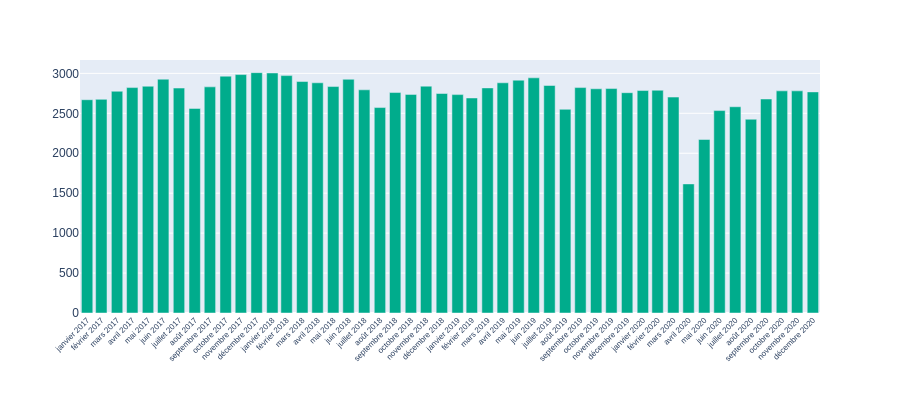 3000
2500
2000
1500
1000
500
0
janvier 2017
février 2017
mars 2017
avril 2017
mai 2017
juin 2017
juillet 2017
août 2017
septembre 2017
octobre 2017
novembre 2017
décembre 2017
janvier 2018
février 2018
mars 2018
avril 2018
mai 2018
juin 2018
juillet 2018
août 2018
septembre 2018
octobre 2018
novembre 2018
décembre 2018
janvier 2019
février 2019
mars 2019
avril 2019
mai 2019
juin 2019
juillet 2019
août 2019
septembre 2019
octobre 2019
novembre 2019
décembre 2019
janvier 2020
février 2020
mars 2020
avril 2020
mai 2020
juin 2020
juillet 2020
août 2020
septembre 2020
octobre 2020
novembre 2020
décembre 2020